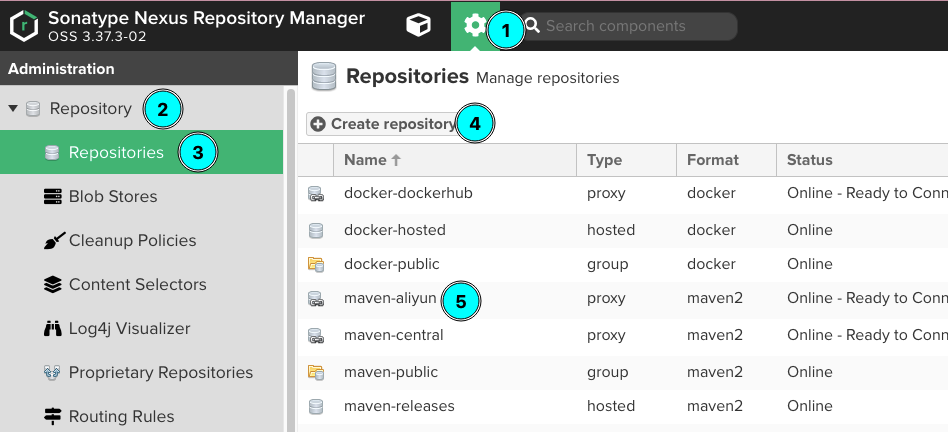 Sonatype Nexus Repository Manager
OSS 3.37.3-02
1
Search components
Administration
Repository 2
Repositories 3
Blob Stores
Cleanup Policies
Content Selectors
Log4j Visualizer
Proprietary Repositories
Routing Rules
Repositories Manage repositories
Create repository 4
Name Type Format Status
docker-dockerhub proxy docker Online - Ready to Conn
docker-hosted hosted docker Online
docker-public group docker Online
maven-aliyun 5 proxy maven2 Online - Ready to Conn
maven-central proxy maven2 Online - Ready to Conn
maven-public group maven2 Online
maven-releases hosted maven2 Online